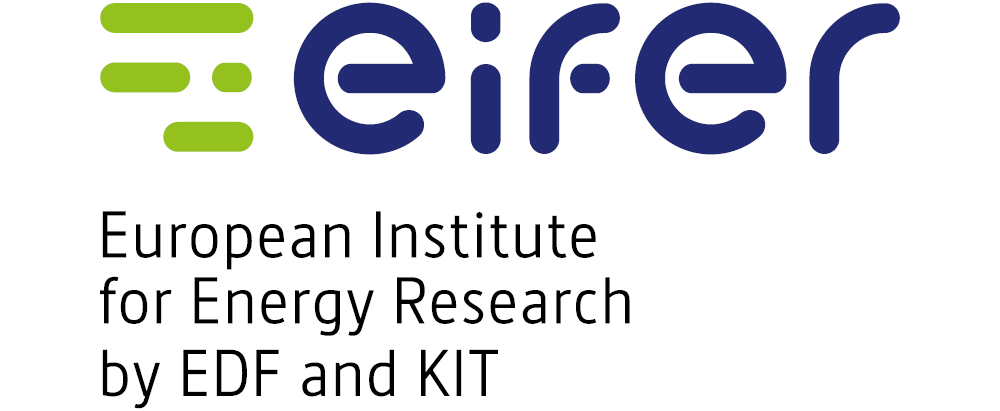 eifer
European Institute
for Energy Research
by EDF and KIT